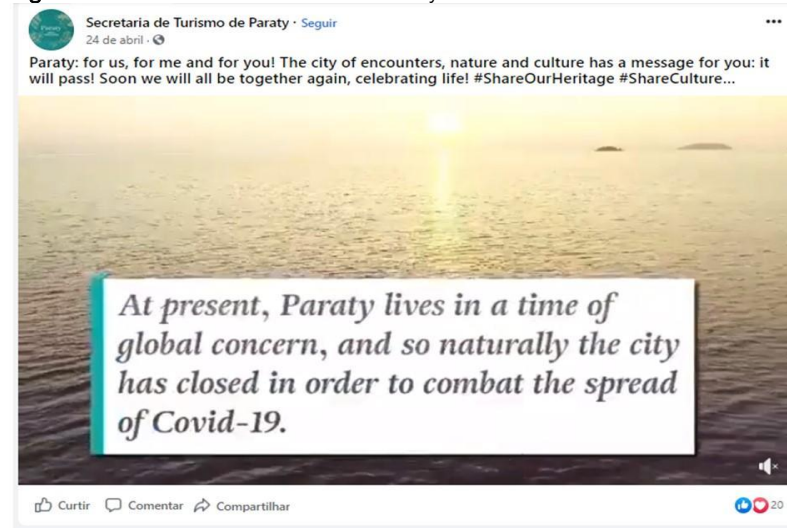 Secretaria de Turismo de Paraty · Seguir
24 de abril ·
Paraty: for us, for me and for you! The city of encounters, nature and culture has a message for you: it
will pass! Soon we will all be together again, celebrating life! #ShareOurHeritage #ShareCulture...
At present, Paraty lives in a time of
global concern, and so naturally the city
has closed in order to combat the spread
of Covid-19.
Curtir Comentar Compartilhar 20